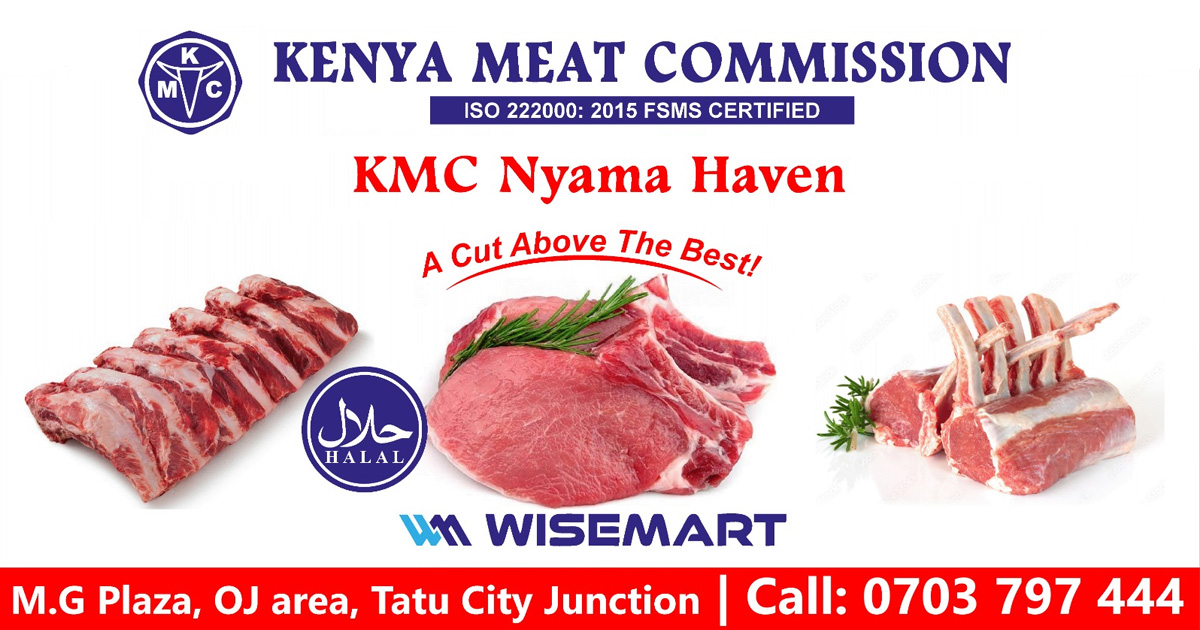 K
M C
KENYA MEAT COMMISSION
ISO 222000: 2015 FSMS CERTIFIED
KMC Nyama Haven
A Cut Above The Best!
حلال
HALAL
WM WISEMART
M.G Plaza, OJ area, Tatu City Junction | Call: 0703 797 444